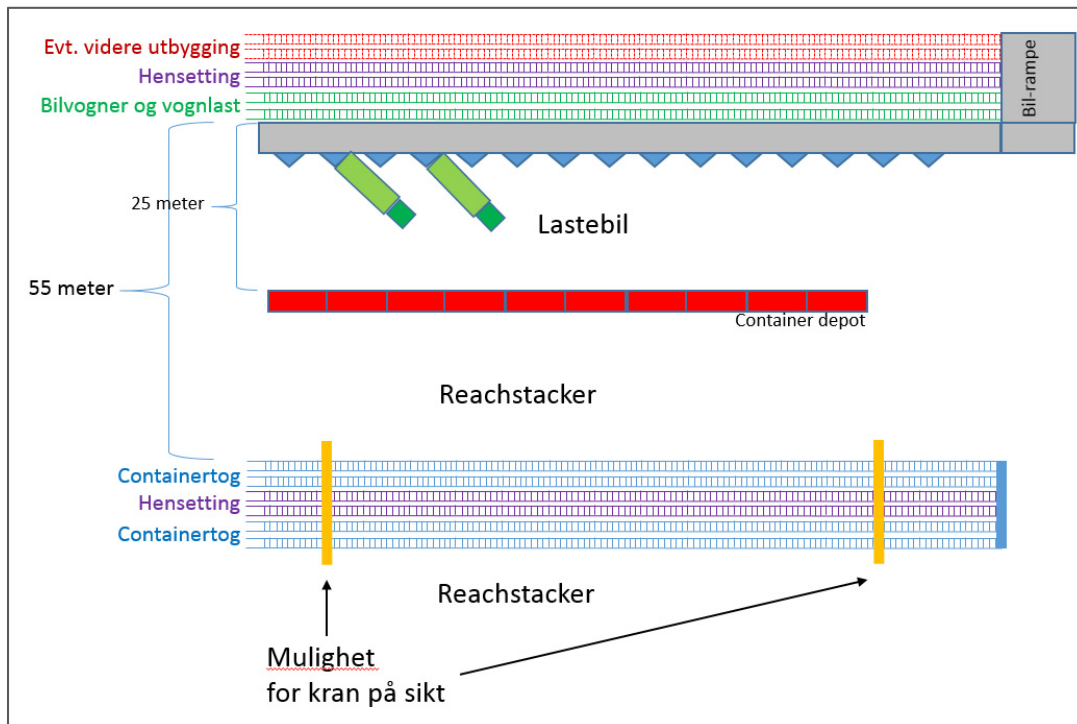 Evt. videre utbygging
Hensetting
Bilvogner og vognlast
Bil-rampe
25 meter
Lastebil
55 meter
Container depot
Reachstacker
Containertog
Hensetting
Containertog
Reachstacker
Mulighet
for kran på sikt